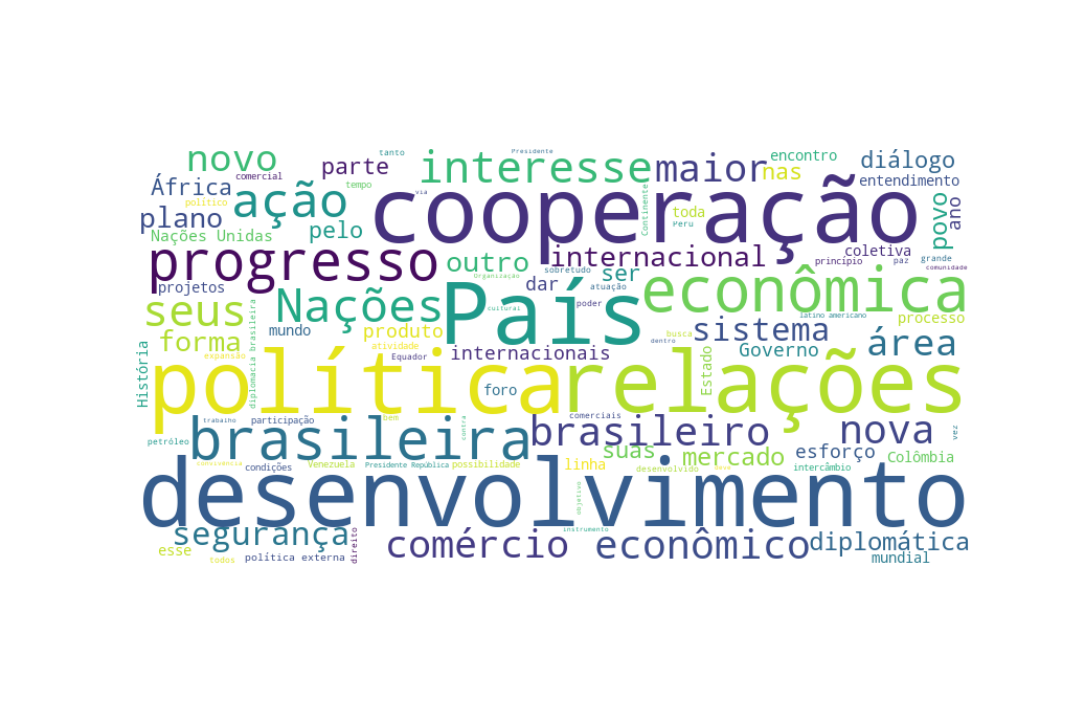 novo
parte
tanto
Presidente
interesse
maior
nas
encontro
diálogo
África
comercial
tempo
via
Continente
entendimento
político
ação
cooperação
toda
povo
ano
plano
pelo
Peru
Nações Unidas
progresso
outro
internacional
coletiva
grande
sobretudo
ser
princípio
paz
comunidade
projetos
Organização
dar
atuação
econômica
seus
Nações
País
cultural
poder
latino americano
processo
mundo
produto
sistema
forma
diplomacia brasileira
atividade
busca
dentro
Governo
área
História
expansão
Equador
internacionais
Estado
política
foro
relações
trabalho
participação
bem
comerciais
brasileira
contra
brasileiro
nova
vez
petróleo
suas
mercado
esforço
Colômbia
convivência
condições
Venezuela
Presidente República
possibilidade
linha
desenvolvido
intercâmbio
desenvolvimento
objetivo
segurança
direito
instrumento
comércio
econômico
diplomática
esse
todos
política externa
mundial